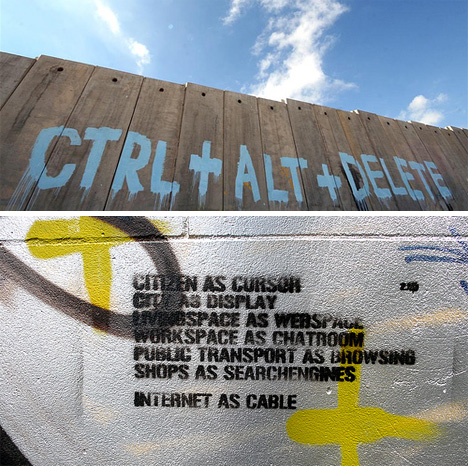 CTRL + ALT + DELETE
CITIZEN AS CURSOR
CITY AS DISPLAY
LIVINGSPACE AS WEBSPACE
WORKSPACE AS CHATROOM
PUBLIC TRANSPORT AS BROWSING
SHOPS AS SEARCHENGINES
INTERNET AS CABLE